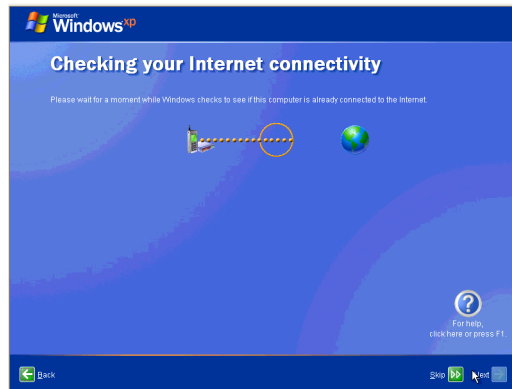 Microsoft
Windows xp
Checking your Internet connectivity
Please wait for a moment while Windows checks to see if this computer is already connected to the Internet.
For help,
click here or press F1.
Back
Skip
Next